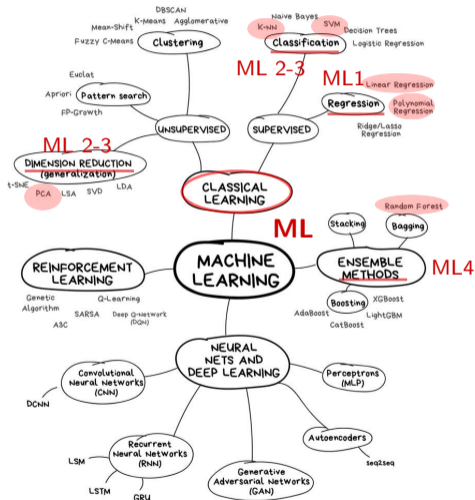 DBSCAN
Mean-Shift
K-Means
Agglomerative
Fuzzy C-Means
Clustering
Naive Bayes
K-NN
SVM
Decision Trees
Classification
Logistic Regression
ML 2-3
Euclat
Apriori
Pattern search
FP-Growth
ML1
Linear Regression
Regression
Polynomial
Regression
Ridge/Lasso
Regression
UNSUPERVISED
SUPERVISED
ML 2-3
DIMENSION REDUCTION
(generalization)
t-SNE
PCA
LSA
SVD
LDA
CLASSICAL
LEARNING
ML
Random Forest
Stacking
Bagging
MACHINE
LEARNING
ENSEMBLE
METHODS
ML4
REINFORCEMENT
LEARNING
Genetic
Algorithm
Q-Learning
SARSA
Deep Q-Network
(DQN)
A3C
Boosting
XGBoost
AdaBoost
LightGBM
CatBoost
NEURAL
NETS AND
DEEP LEARNING
Convolutional
Neural Networks
(CNN)
DCNN
Perceptrons
(MLP)
Recurrent
Neural Networks
(RNN)
LSM
LSTM
GRU
Autoencoders
seq2seq
Generative
Adversarial Networks
(GAN)